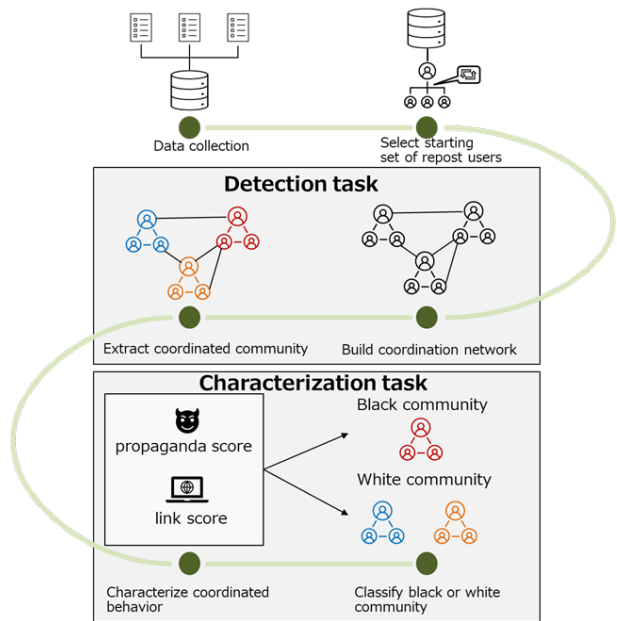 Data collection
Select starting
set of repost users
Detection task
Extract coordinated community
Build coordination network
Characterization task
propaganda score
link score
Black community
White community
Characterize coordinated
behavior
Classify black or white
community